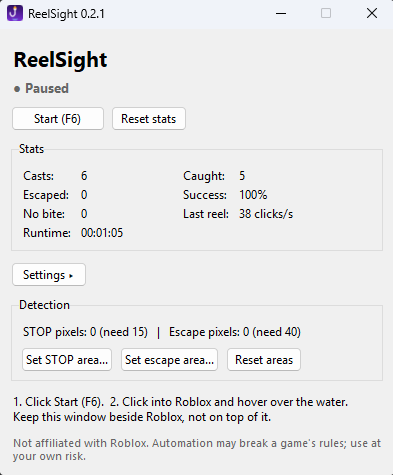 ReelSight 0.2.1
ReelSight
● Paused
Start (F6) Reset stats
Stats
Casts: 6 Caught: 5
Escaped: 0 Success: 100%
No bite: 0 Last reel: 38 clicks/s
Runtime: 00:01:05
Settings ▸
Detection
STOP pixels: 0 (need 15) | Escape pixels: 0 (need 40)
Set STOP area... Set escape area... Reset areas
1. Click Start (F6). 2. Click into Roblox and hover over the water.
Keep this window beside Roblox, not on top of it.
Not affiliated with Roblox. Automation may break a game's rules; use at
your own risk.